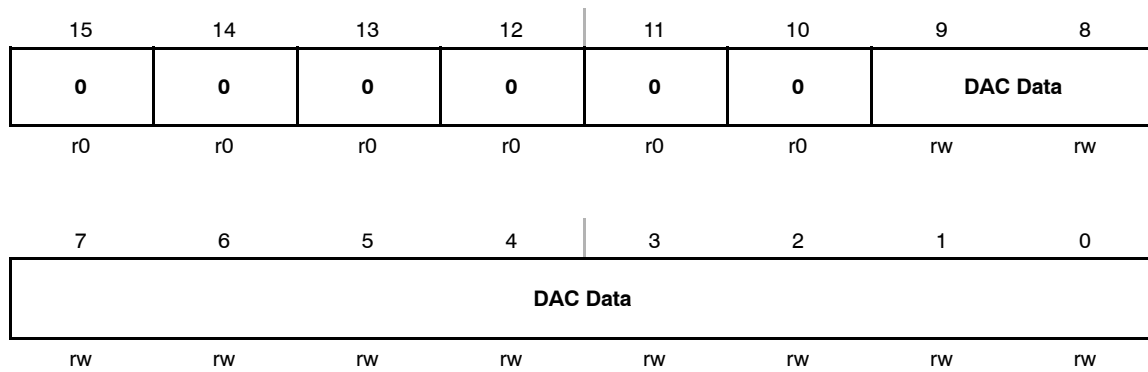 15 14 13 12 11 10 9 8
0 0 0 0 0 0 DAC Data
r0 r0 r0 r0 r0 r0 rw rw
7 6 5 4 3 2 1 0
DAC Data
rw rw rw rw rw rw rw rw